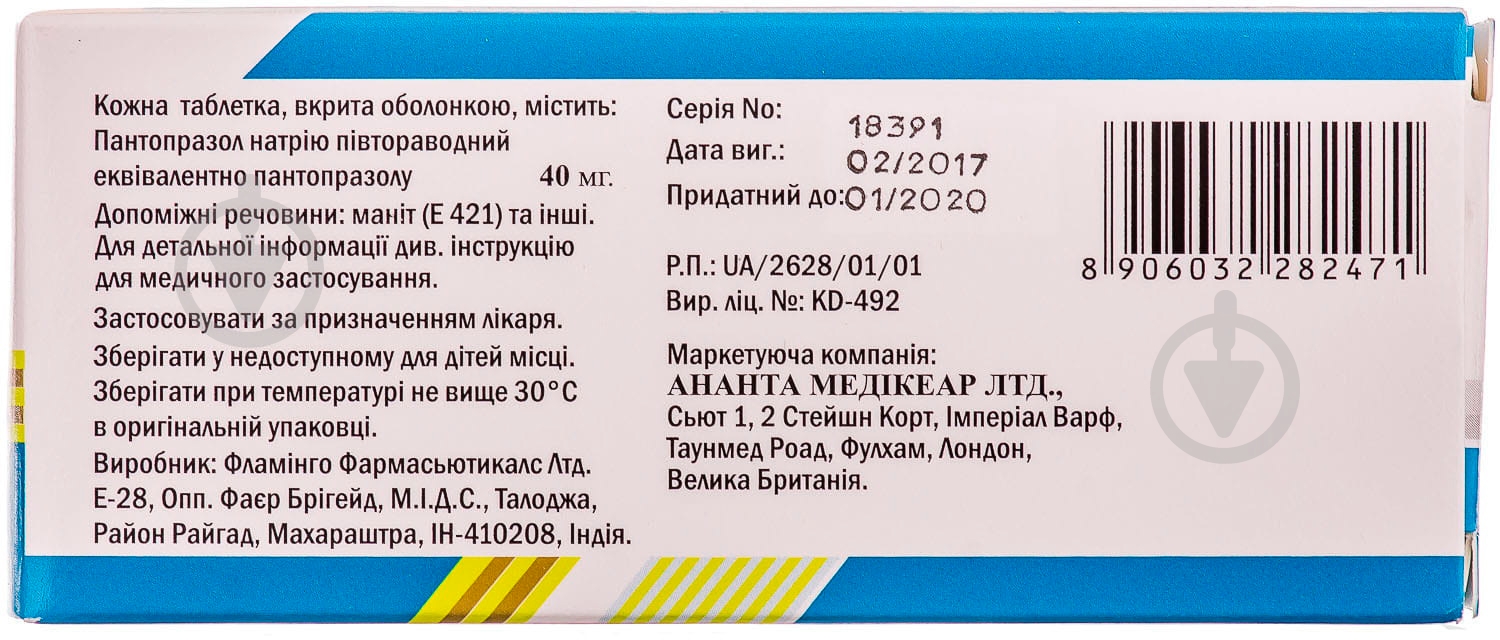 Кожна таблетка, вкрита оболонкою, містить:
Пантопразол натрію півтораводний
еквівалентно пантопразолу 40 мг.
Допоміжні речовини: маніт (Е 421) та інші.
Для детальної інформації див. інструкцію
для медичного застосування.
Застосовувати за призначенням лікаря.
Зберігати у недоступному для дітей місці.
Зберігати при температурі не вище 30°С
в оригінальній упаковці.
Виробник: Фламінго Фармасьютикалс Лтд.
Е-28, Опп. Фаєр Брігейд, М.І.Д.С., Талоджа,
Район Райгад, Махараштра, ІН-410208, Індія.
Серія No: 18391
Дата виг.: 02/2017
Придатний до: 01/2020
Р.П.: UA/2628/01/01
Вир. ліц. №: KD-492
Маркетуюча компанія:
АНАНТА МЕДІКЕАР ЛТД.,
Сьют 1, 2 Стейшн Корт, Імперіал Варф,
Таунмед Роад, Фулхам, Лондон,
Велика Британія.
8 906032 282471